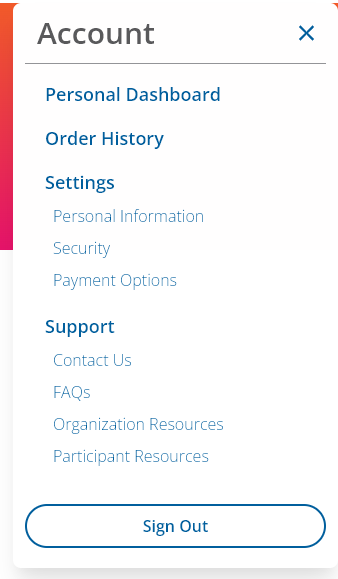 Account
Personal Dashboard
Order History
Settings
Personal Information
Security
Payment Options
Support
Contact Us
FAQs
Organization Resources
Participant Resources
Sign Out